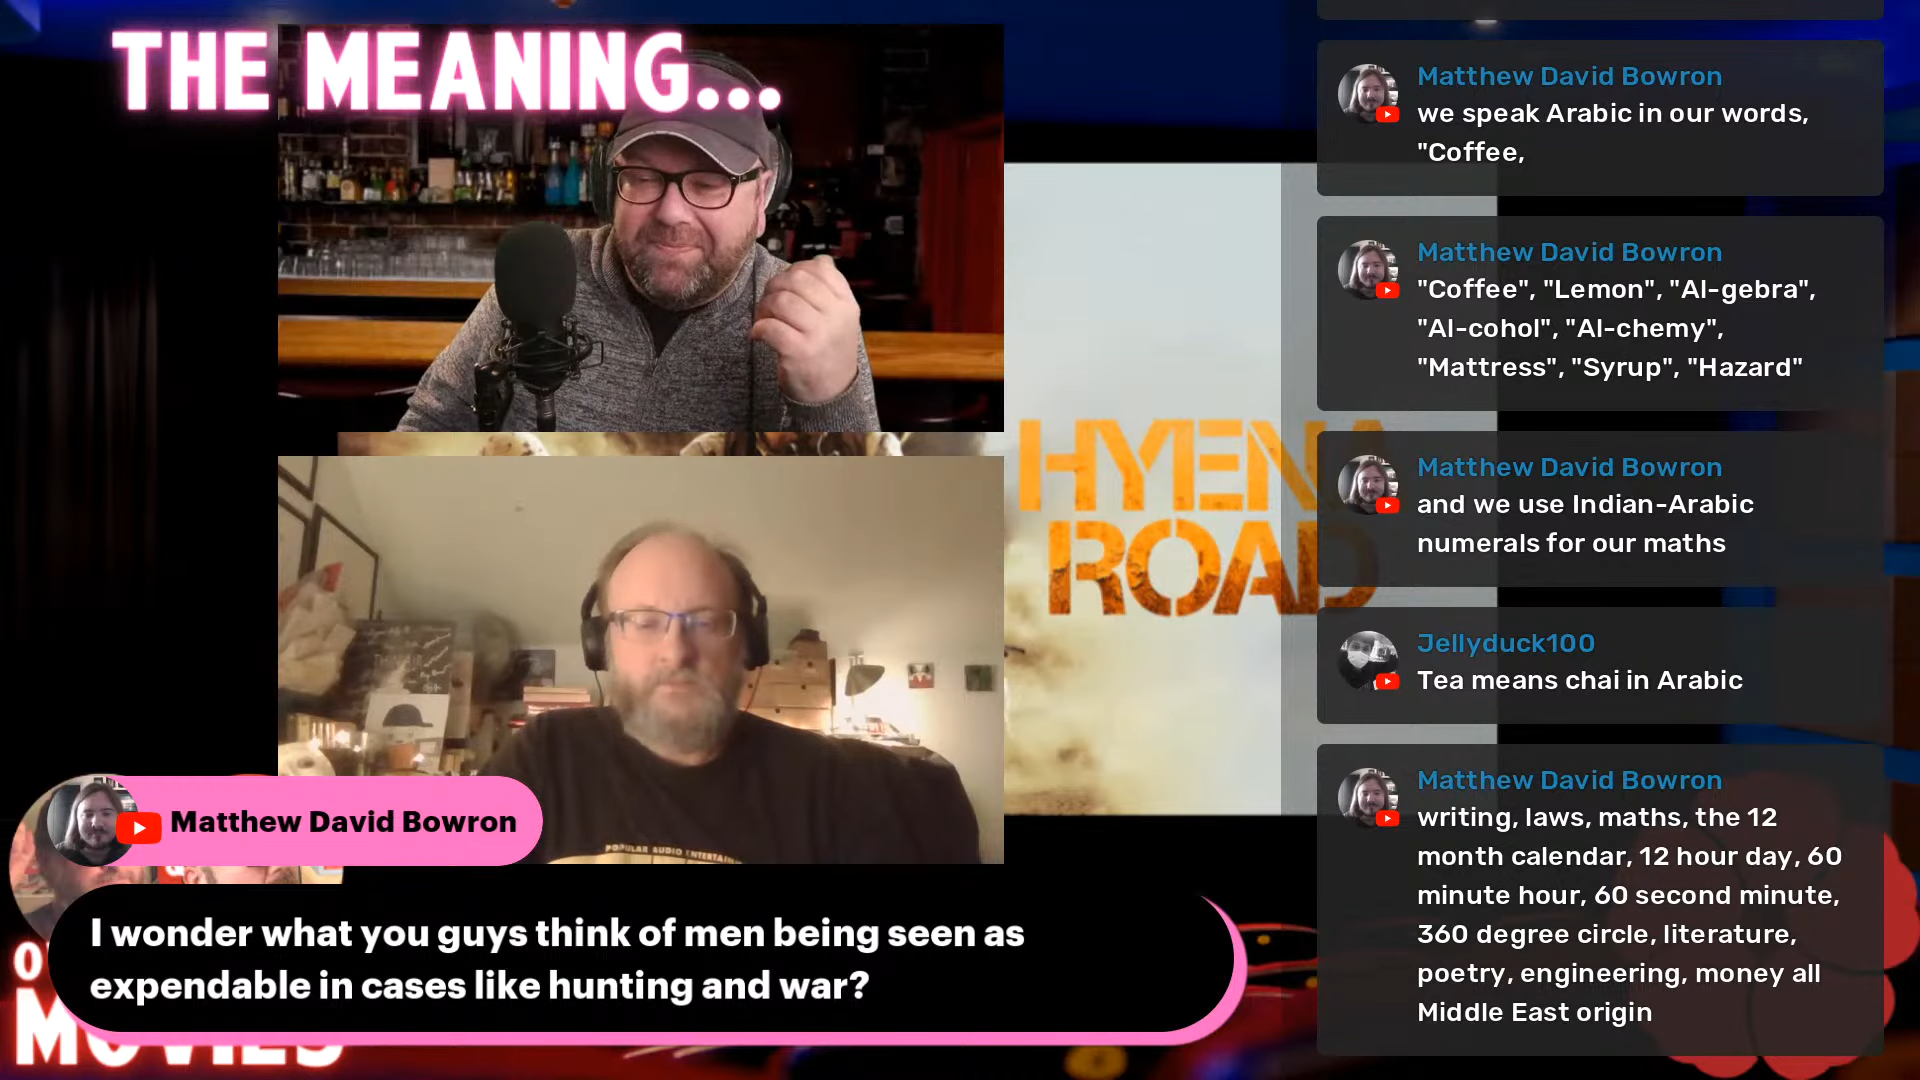 THE MEANING...
HYENA
ROAD
POPULAR AUDIO ENTERTAIN
Matthew David Bowron
I wonder what you guys think of men being seen as
expendable in cases like hunting and war?
MOVIES
Matthew David Bowron
we speak Arabic in our words,
"Coffee,
Matthew David Bowron
"Coffee", "Lemon", "Al-gebra",
"Al-cohol", "Al-chemy",
"Mattress", "Syrup", "Hazard"
Matthew David Bowron
and we use Indian-Arabic
numerals for our maths
Jellyduck100
Tea means chai in Arabic
Matthew David Bowron
writing, laws, maths, the 12
month calendar, 12 hour day, 60
minute hour, 60 second minute,
360 degree circle, literature,
poetry, engineering, money all
Middle East origin